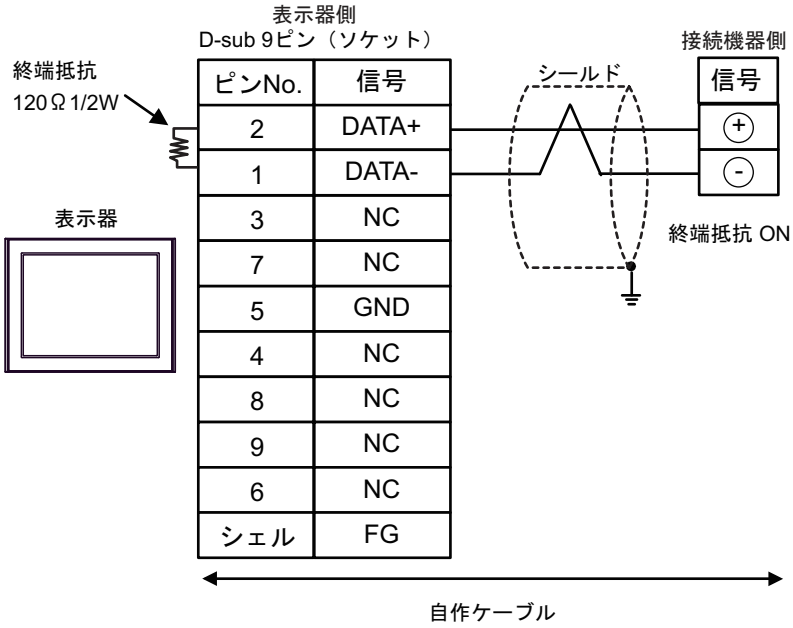 表示器側
D-sub 9ピン（ソケット）
接続機器側
終端抵抗
120Ω1/2W
ピンNo. 信号
シールド
信号
2 DATA+
+
1 DATA-
-
表示器
3 NC
終端抵抗 ON
7 NC
5 GND
4 NC
8 NC
9 NC
6 NC
シェル FG
自作ケーブル